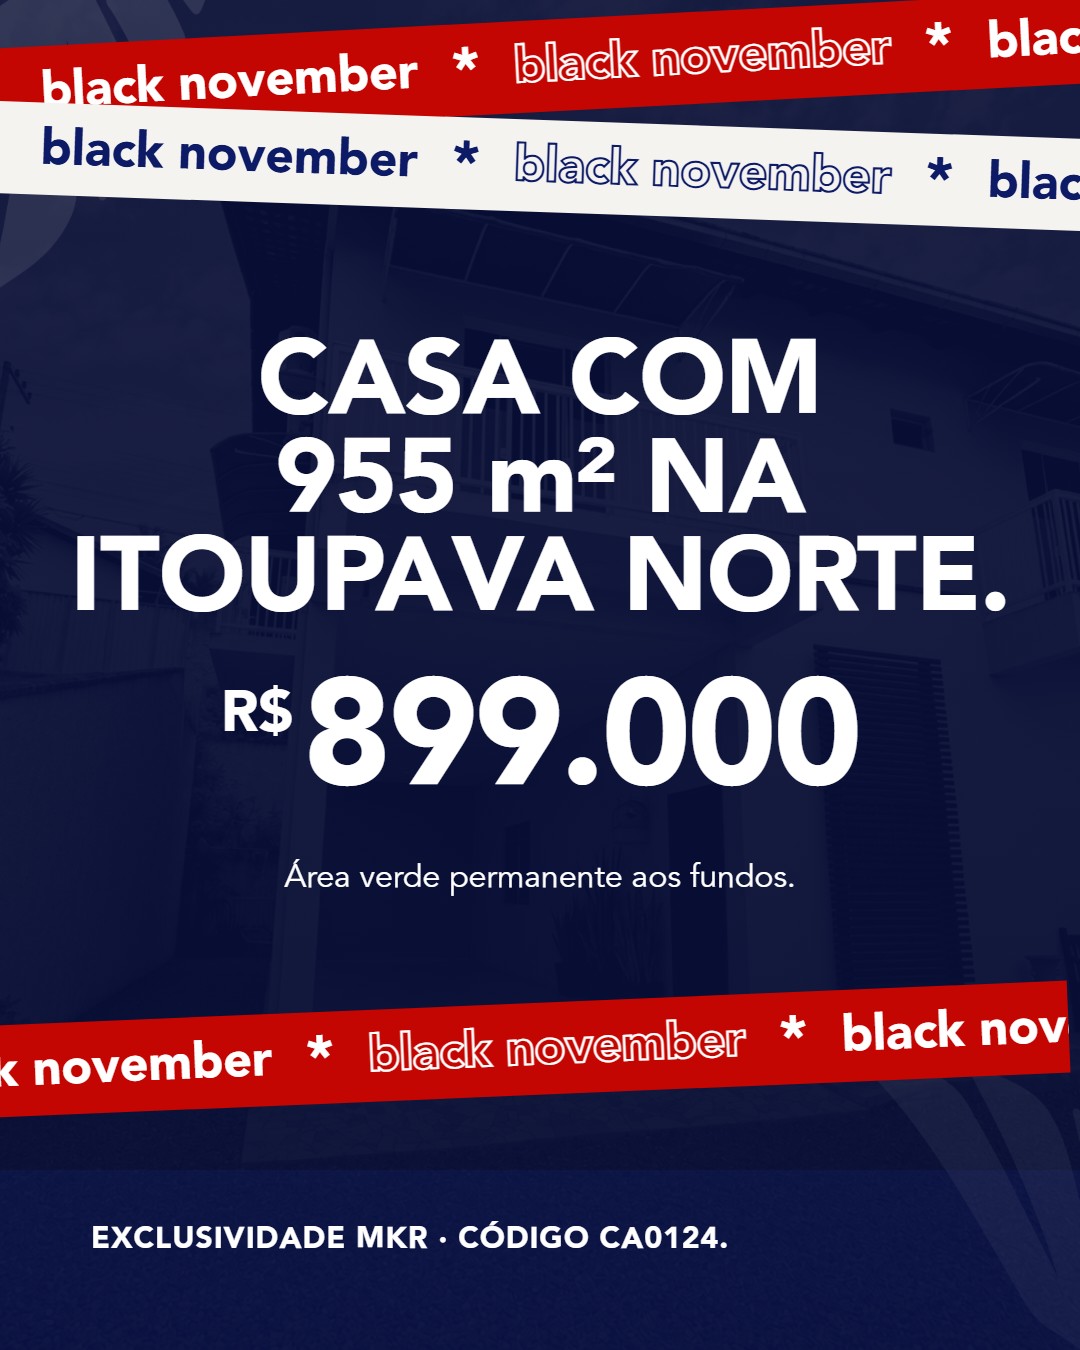 black november * black november * blac
black november * black november * blac
CASA COM
955 m² NA
ITOUPAVA NORTE.
R$ 899.000
Área verde permanente aos fundos.
k november * black november * black nov
EXCLUSIVIDADE MKR · CÓDIGO CA0124.